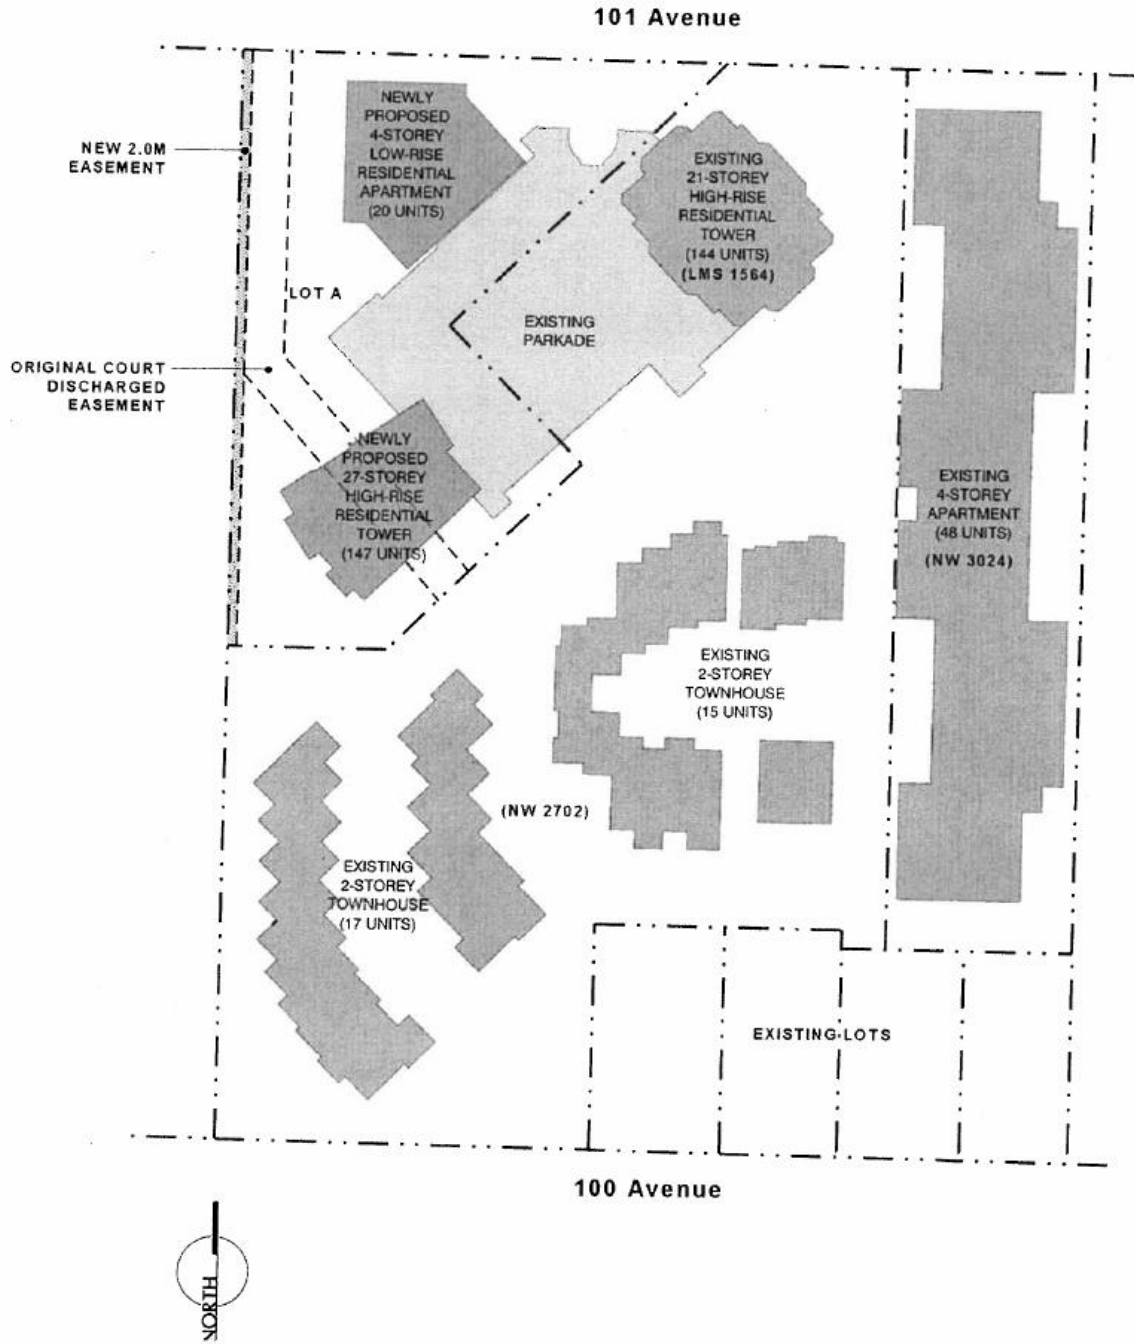 101 Avenue
NEW 2.0M
EASEMENT
NEWLY
PROPOSED
4-STOREY
LOW-RISE
RESIDENTIAL
APARTMENT
(20 UNITS)
EXISTING
21-STOREY
HIGH-RISE
RESIDENTIAL
TOWER
(144 UNITS)
(LMS 1564)
LOT A
EXISTING
PARKADE
ORIGINAL COURT
DISCHARGED
EASEMENT
NEWLY
PROPOSED
27-STOREY
HIGH-RISE
RESIDENTIAL
TOWER
(147 UNITS)
EXISTING
4-STOREY
APARTMENT
(48 UNITS)
(NW 3024)
EXISTING
2-STOREY
TOWNHOUSE
(15 UNITS)
(NW 2702)
EXISTING
2-STOREY
TOWNHOUSE
(17 UNITS)
EXISTING LOTS
100 Avenue
NORTH